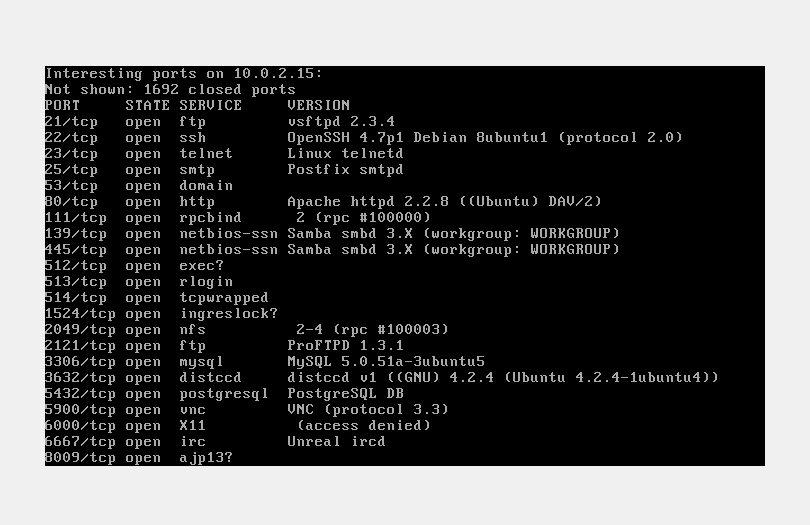 Interesting ports on 10.0.2.15:
Not shown: 1692 closed ports
PORT     STATE SERVICE     VERSION
21/tcp   open  ftp         vsftpd 2.3.4
22/tcp   open  ssh         OpenSSH 4.7p1 Debian 8ubuntu1 (protocol 2.0)
23/tcp   open  telnet      Linux telnetd
25/tcp   open  smtp        Postfix smtpd
53/tcp   open  domain
80/tcp   open  http        Apache httpd 2.2.8 ((Ubuntu) DAV/2)
111/tcp  open  rpcbind      2 (rpc #100000)
139/tcp  open  netbios-ssn Samba smbd 3.X (workgroup: WORKGROUP)
445/tcp  open  netbios-ssn Samba smbd 3.X (workgroup: WORKGROUP)
512/tcp  open  exec?
513/tcp  open  rlogin
514/tcp  open  tcpwrapped
1524/tcp open  ingreslock?
2049/tcp open  nfs          2-4 (rpc #100003)
2121/tcp open  ftp         ProFTPD 1.3.1
3306/tcp open  mysql       MySQL 5.0.51a-3ubuntu5
3632/tcp open  distccd     distccd v1 ((GNU) 4.2.4 (Ubuntu 4.2.4-1ubuntu4))
5432/tcp open  postgresql  PostgreSQL DB
5900/tcp open  vnc         VNC (protocol 3.3)
6000/tcp open  X11          (access denied)
6667/tcp open  irc         Unreal ircd
8009/tcp open  ajp13?